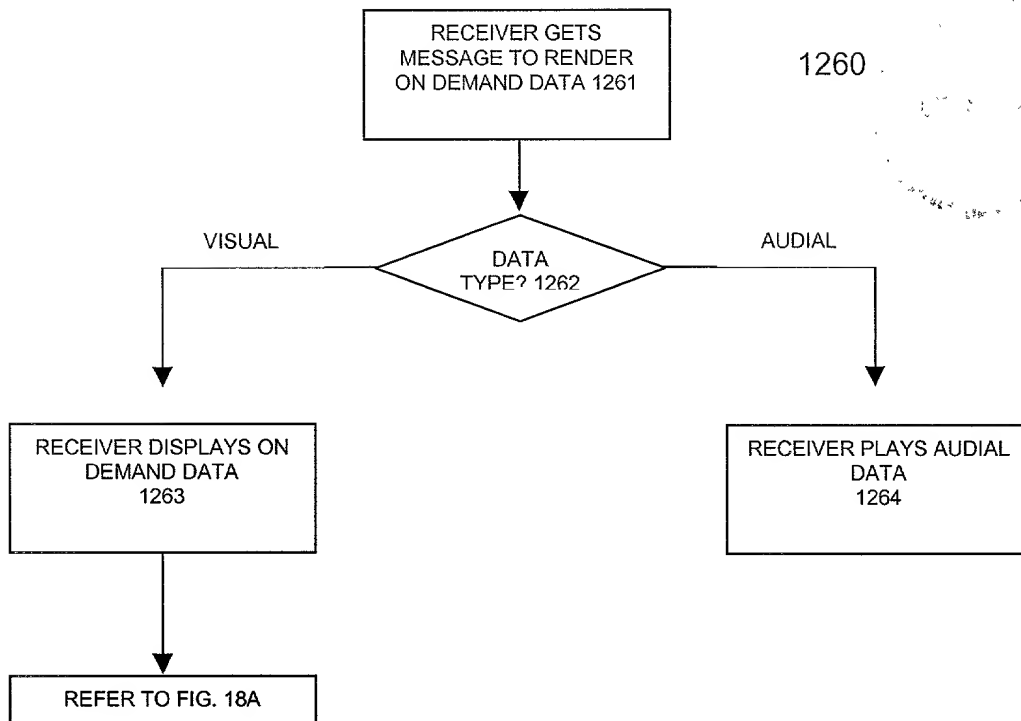 RECEIVER GETS
MESSAGE TO RENDER
ON DEMAND DATA 1261
1260
VISUAL
AUDIAL
DATA
TYPE? 1262
RECEIVER DISPLAYS ON
DEMAND DATA
1263
RECEIVER PLAYS AUDIAL
DATA
1264
REFER TO FIG. 18A